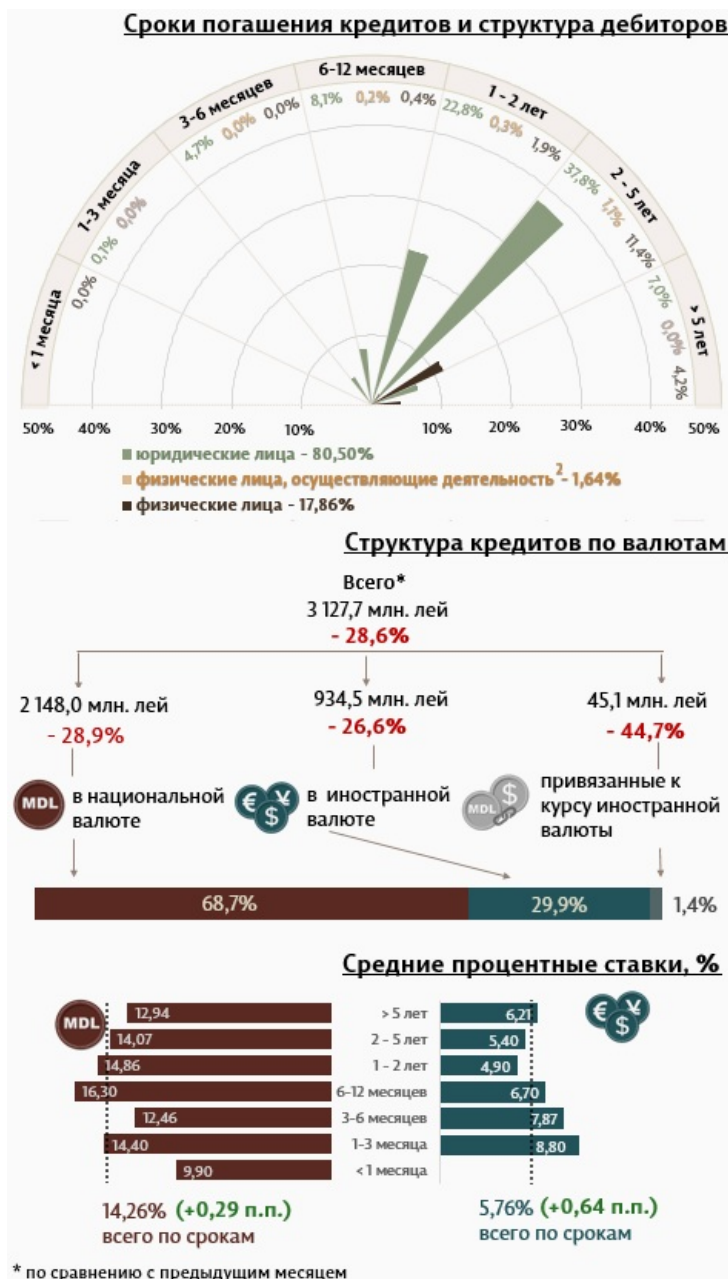 Сроки погашения кредитов и структура дебиторов
< 1 месяца
1-3 месяца
3-6 месяцев
6-12 месяцев
1 - 2 лет
2 - 5 лет
> 5 лет
0,0%
0,1%
0,0%
4,7%
0,0%
0,0%
8,1%
0,2%
0,4%
22,8%
0,3%
1,9%
37,8%
1,1%
11,4%
7,0%
0,0%
4,2%
50% 40% 30% 20% 10% 10% 20% 30% 40% 50%
юридические лица - 80,50%
физические лица, осуществляющие деятельность 2 - 1,64%
физические лица - 17,86%
Структура кредитов по валютам
Всего*
3 127,7 млн. лей
- 28,6%
2 148,0 млн. лей 934,5 млн. лей 45,1 млн. лей
- 28,9% - 26,6% - 44,7%
MDL в национальной валюте
€ ¥ $ в иностранной валюте
MDL $ привязанные к курсу иностранной валюты
68,7% 29,9% 1,4%
Средние процентные ставки, %
MDL € ¥ $
12,94 > 5 лет 6,21
14,07 2 - 5 лет 5,40
14,86 1 - 2 лет 4,90
16,30 6-12 месяцев 6,70
12,46 3-6 месяцев 7,87
14,40 1-3 месяца 8,80
9,90 < 1 месяца
14,26% (+0,29 п.п.) 5,76% (+0,64 п.п.)
всего по срокам всего по срокам
* по сравнению с предыдущим месяцем